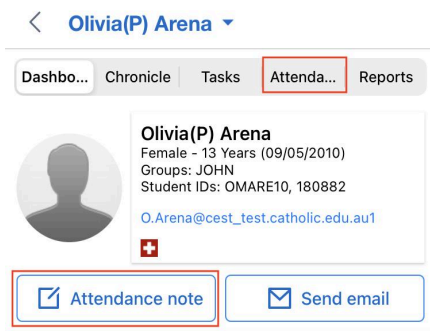 Olivia(P) Arena
Dashbo... Chronicle Tasks Attenda... Reports
Olivia(P) Arena
Female - 13 Years (09/05/2010)
Groups: JOHN
Student IDs: OMARE10, 180882
O.Arena@cest_test.catholic.edu.au1
Attendance note
Send email